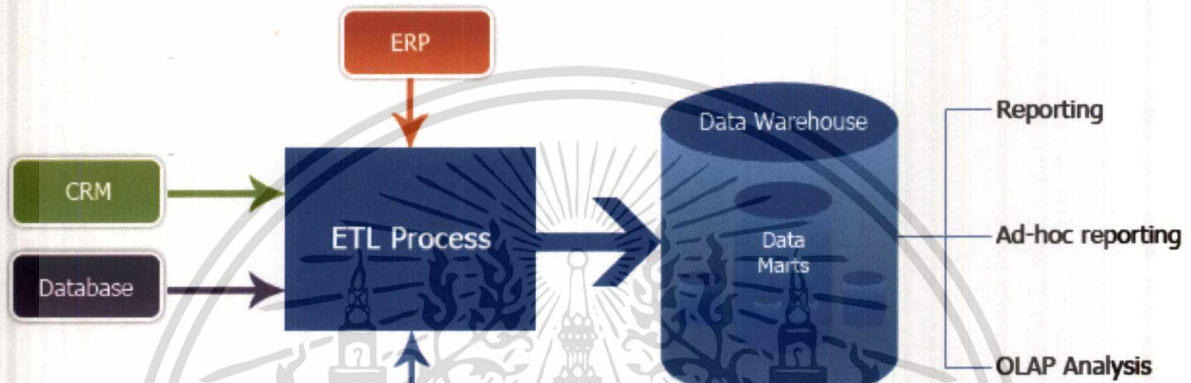 ERP
CRM
Database
ETL Process
Data Warehouse
Data
Marts
Reporting
Ad-hoc reporting
OLAP Analysis